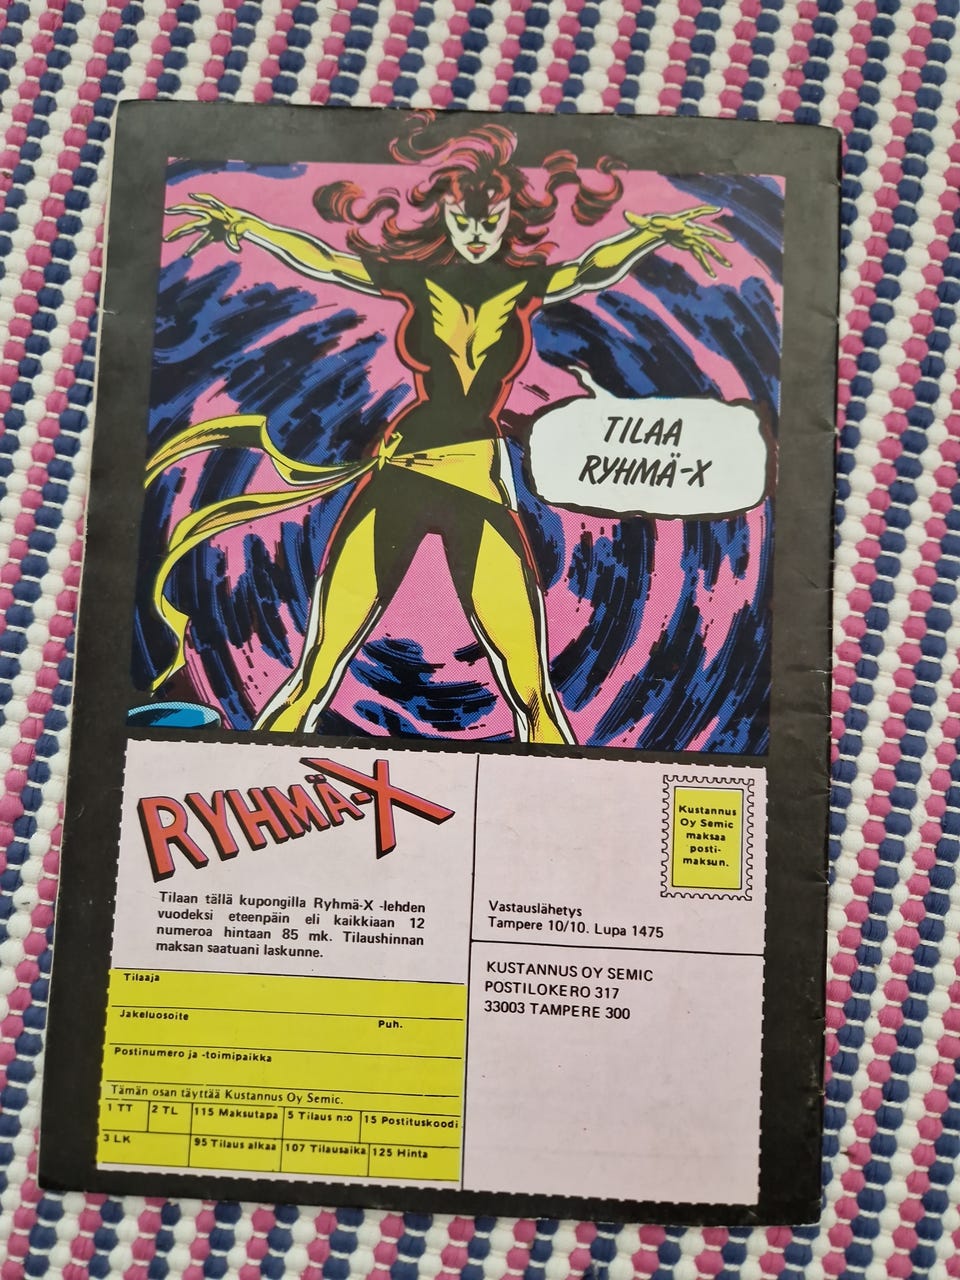 TILAA
RYHMÄ-X
RYHMÄ-X
Tilaan tällä kupongilla Ryhmä-X -lehden
vuodeksi eteenpäin eli kaikkiaan 12
numeroa hintaan 85 mk. Tilaushinnan
maksan saatuani laskunne.
Tilaaja
Jakeluosoite
Puh.
Postinumero ja -toimipaikka
Tämän osan täyttää Kustannus Oy Semic.
1 TT
2 TL
115 Maksutapa
5 Tilaus n:o
15 Postituskoodi
3 LK
95 Tilaus alkaa
107 Tilausaika
125 Hinta
Kustannus
Oy Semic
maksaa
posti-
maksun.
Vastauslähetys
Tampere 10/10. Lupa 1475
KUSTANNUS OY SEMIC
POSTILOKERO 317
33003 TAMPERE 300